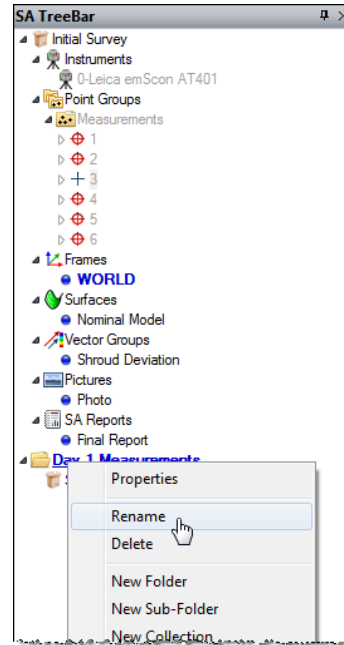 SA TreeBar
Initial Survey
Instruments
0-Leica emScon AT401
Point Groups
Measurements
1
2
3
4
5
6
Frames
WORLD
Surfaces
Nominal Model
Vector Groups
Shroud Deviation
Pictures
Photo
SA Reports
Final Report
Day 1 Measurements
Properties
Rename
Delete
New Folder
New Sub-Folder
New Collection